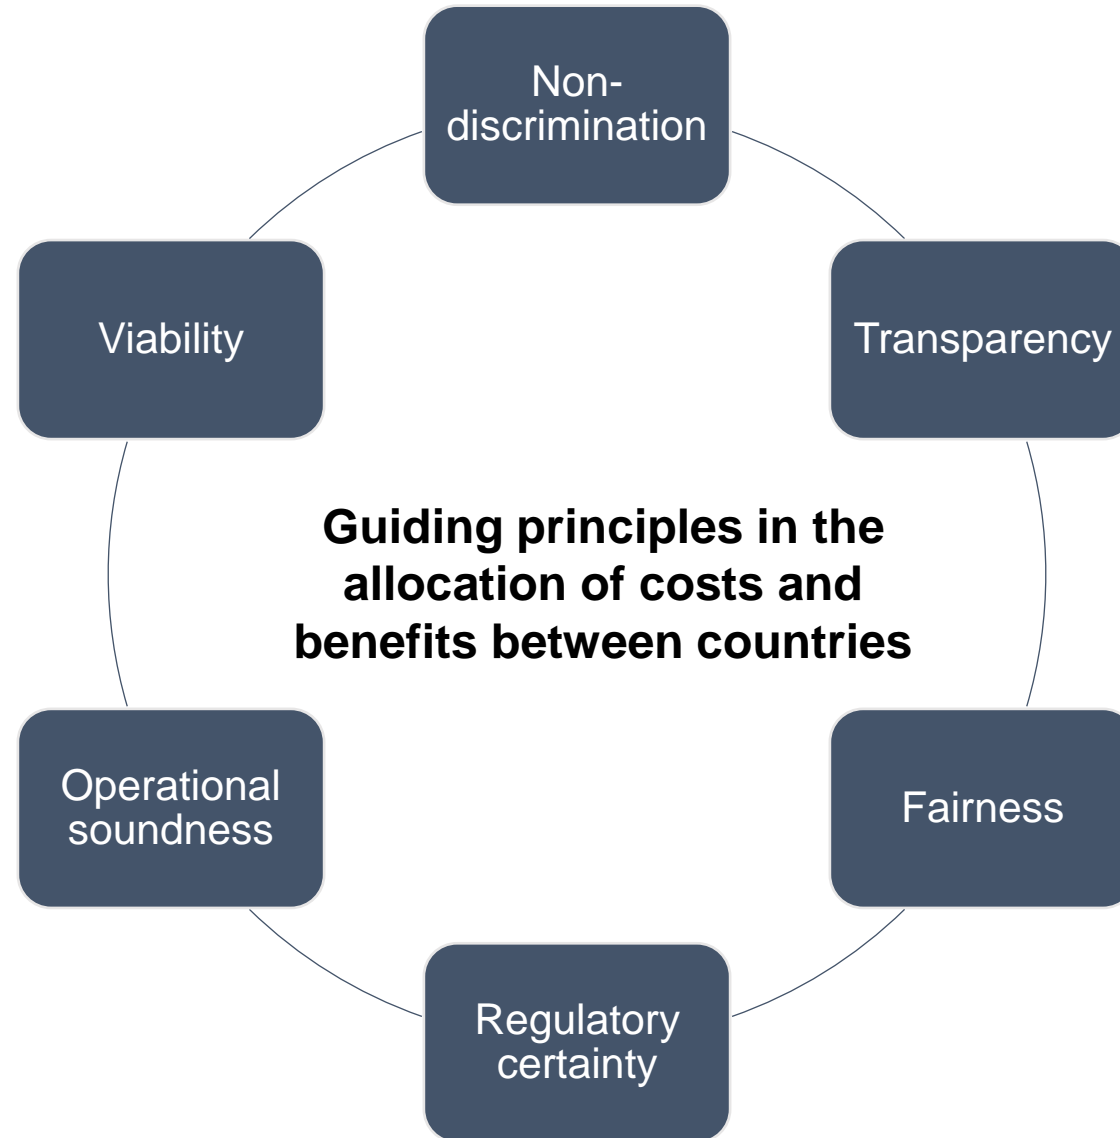 Non-
discrimination
Transparency
Fairness
Regulatory
certainty
Operational
soundness
Viability
Guiding principles in the
allocation of costs and
benefits between countries